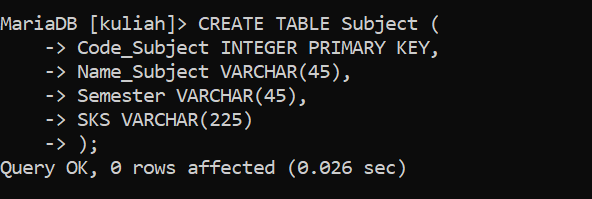 MariaDB [kuliah]> CREATE TABLE Subject (
    -> Code_Subject INTEGER PRIMARY KEY,
    -> Name_Subject VARCHAR(45),
    -> Semester VARCHAR(45),
    -> SKS VARCHAR(225)
    -> );
Query OK, 0 rows affected (0.026 sec)